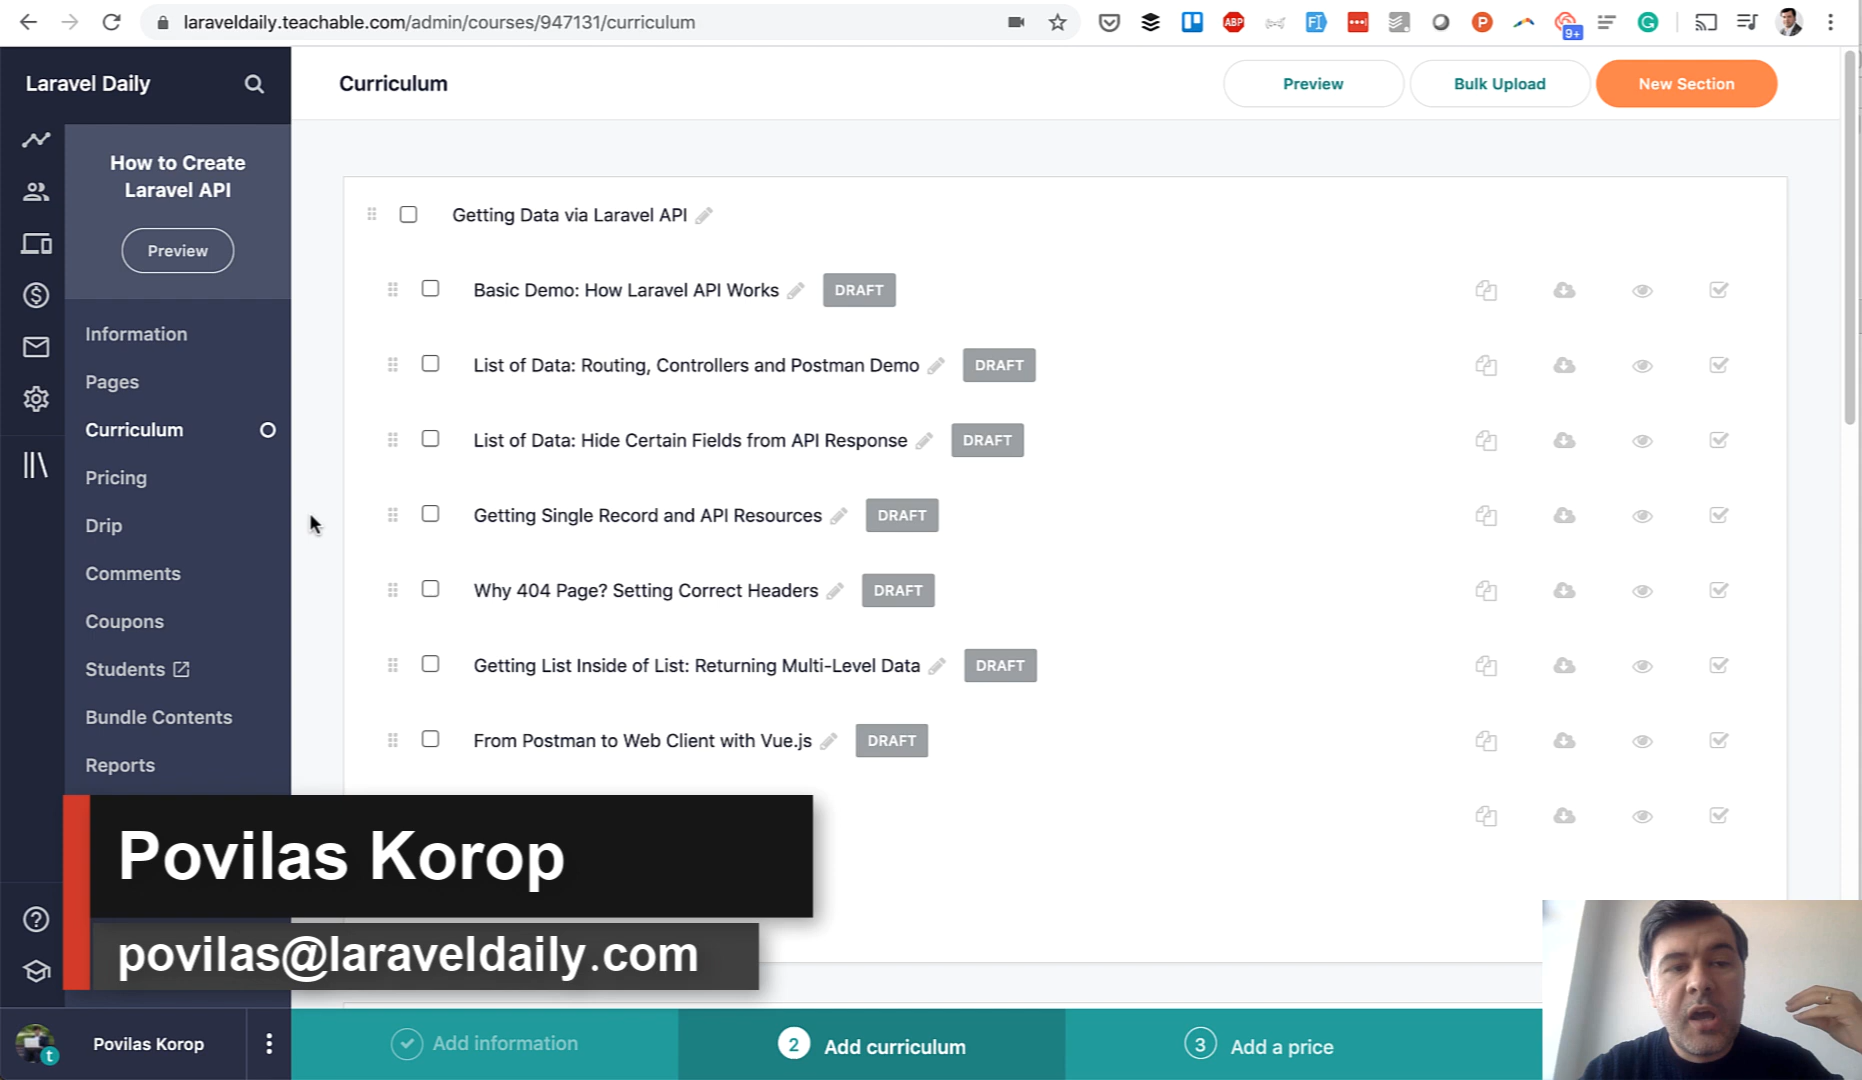 laraveldaily.teachable.com/admin/courses/947131/curriculum
ABP
9+
Laravel Daily
Curriculum
Preview
Bulk Upload
New Section
How to Create
Laravel API
Preview
Information
Pages
Curriculum
Pricing
Drip
Comments
Coupons
Students
Bundle Contents
Reports
Getting Data via Laravel API
Basic Demo: How Laravel API Works DRAFT
List of Data: Routing, Controllers and Postman Demo DRAFT
List of Data: Hide Certain Fields from API Response DRAFT
Getting Single Record and API Resources DRAFT
Why 404 Page? Setting Correct Headers DRAFT
Getting List Inside of List: Returning Multi-Level Data DRAFT
From Postman to Web Client with Vue.js DRAFT
Povilas Korop
povilas@laraveldaily.com
t
Povilas Korop
Add information
2 Add curriculum
3 Add a price